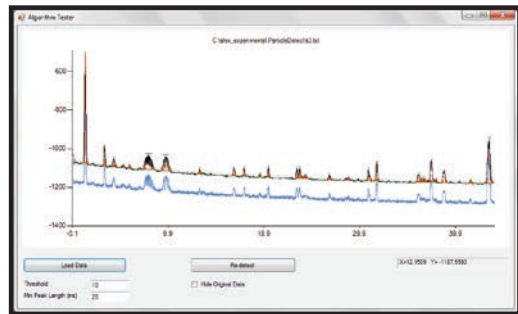 Algorithm Tester
-600
-800
-1000
-1200
-1400
-0.1
9.9
19.9
29.9
39.9
Load Data
Re-detect
Threshold
10
Hide Original Data
Min Peak Length (ms)